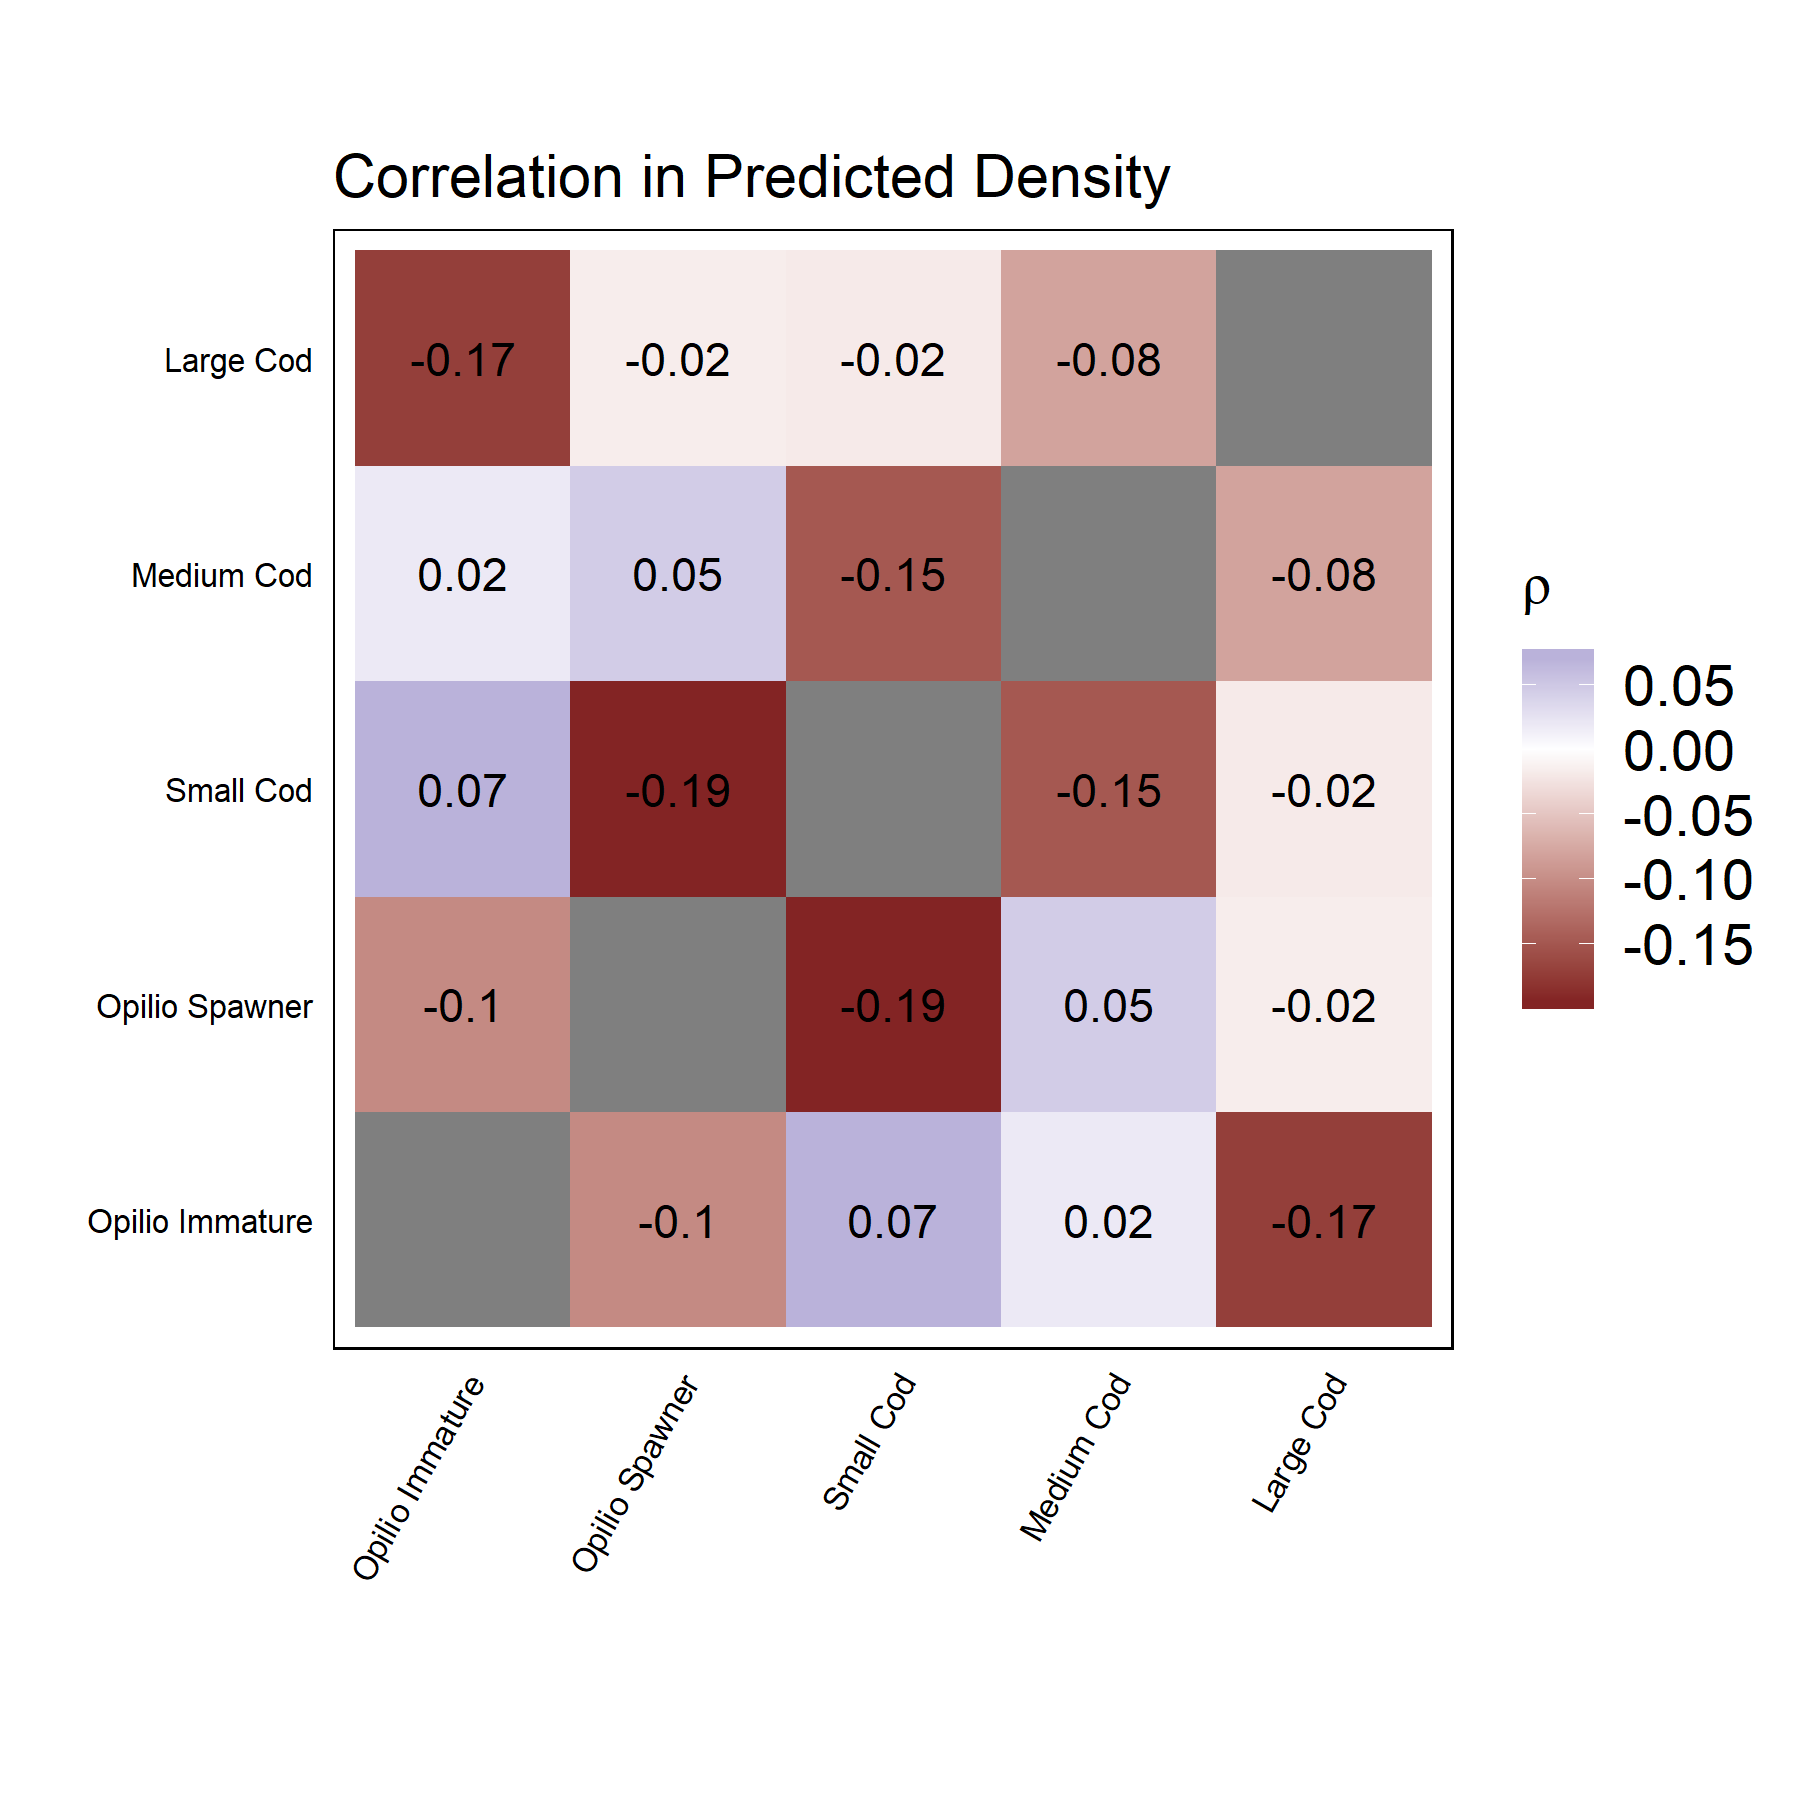 Correlation in Predicted Density
Large Cod -0.17 -0.02 -0.02 -0.08
Medium Cod 0.02 0.05 -0.15 -0.08
Small Cod 0.07 -0.19 -0.15 -0.02
Opilio Spawner -0.1 -0.19 0.05 -0.02
Opilio Immature -0.1 0.07 0.02 -0.17
Opilio Immature
Opilio Spawner
Small Cod
Medium Cod
Large Cod
ρ
0.05
0.00
-0.05
-0.10
-0.15